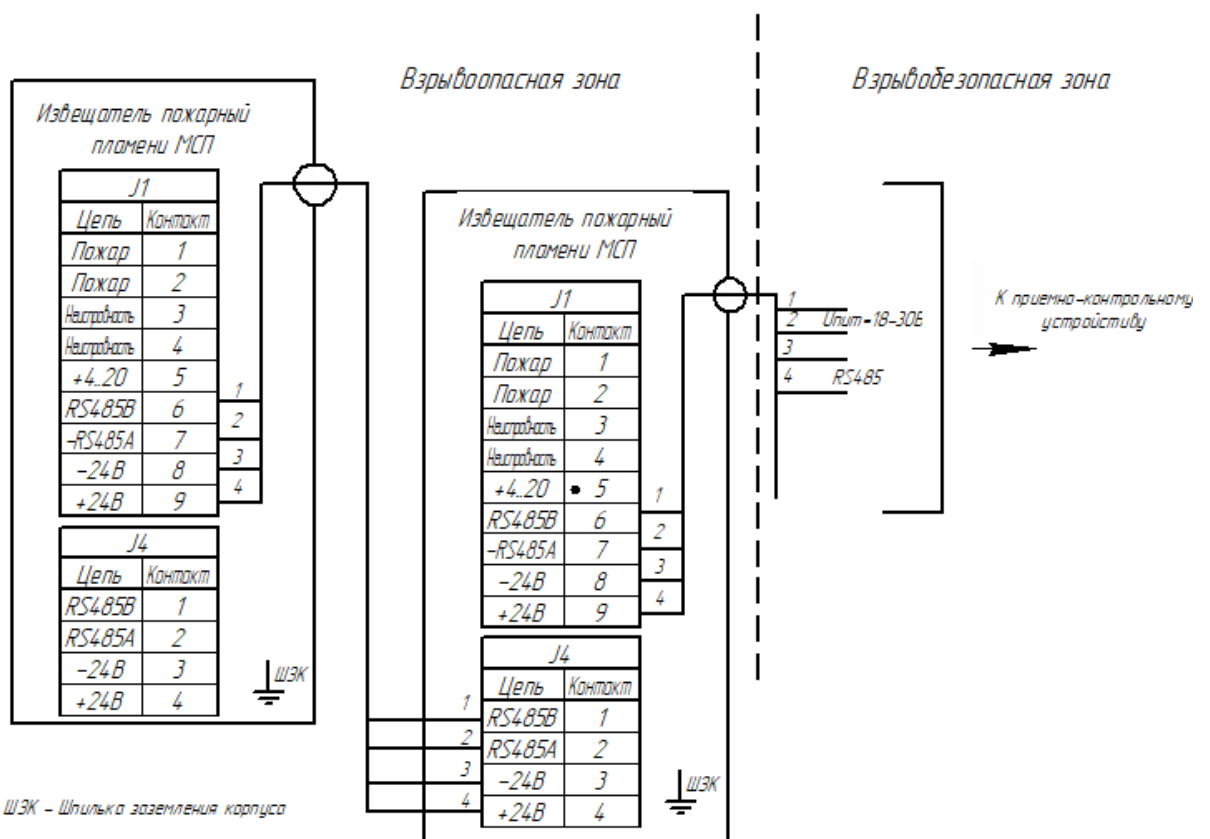 Взрывоопасная зона
Взрывобезопасная зона
Извещатель пожарный
пламени МСП
J1
Цепь Контакт
Пожар 1
Пожар 2
Неисправность 3
Неисправность 4
+4..20 5
RS485B 6
-RS485A 7
-24В 8
+24В 9
1
2
3
4
J4
Цепь Контакт
RS485B 1
RS485A 2
-24В 3
+24В 4
ШЗК
Извещатель пожарный
пламени МСП
J1
Цепь Контакт
Пожар 1
Пожар 2
Неисправность 3
Неисправность 4
+4..20 • 5
RS485B 6
-RS485A 7
-24В 8
+24В 9
1
2
3
4
J4
Цепь Контакт
1 RS485B 1
2 RS485A 2
3 -24В 3
4 +24В 4
ШЗК
1
2 Uпит=18-30В
3
4 RS485
К приемно-контрольному
устройстиву
ШЗК - Шпилька заземления корпуса